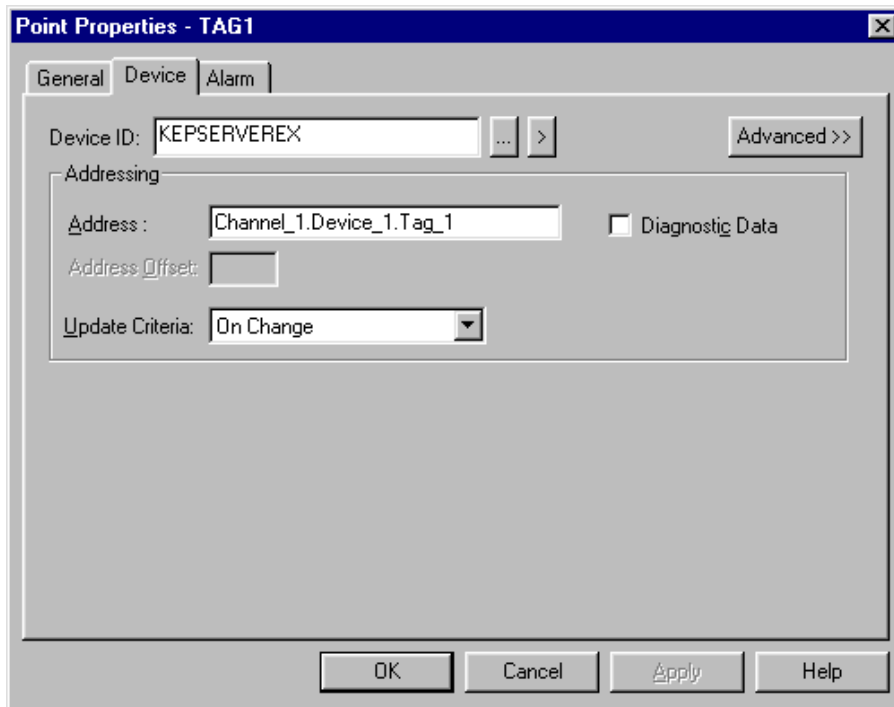 Point Properties - TAG1
General Device Alarm
Device ID: KEPSERVEREX ... > Advanced >>
Addressing
Address : Channel_1.Device_1.Tag_1 Diagnostic Data
Address Offset:
Update Criteria: On Change
OK Cancel Apply Help